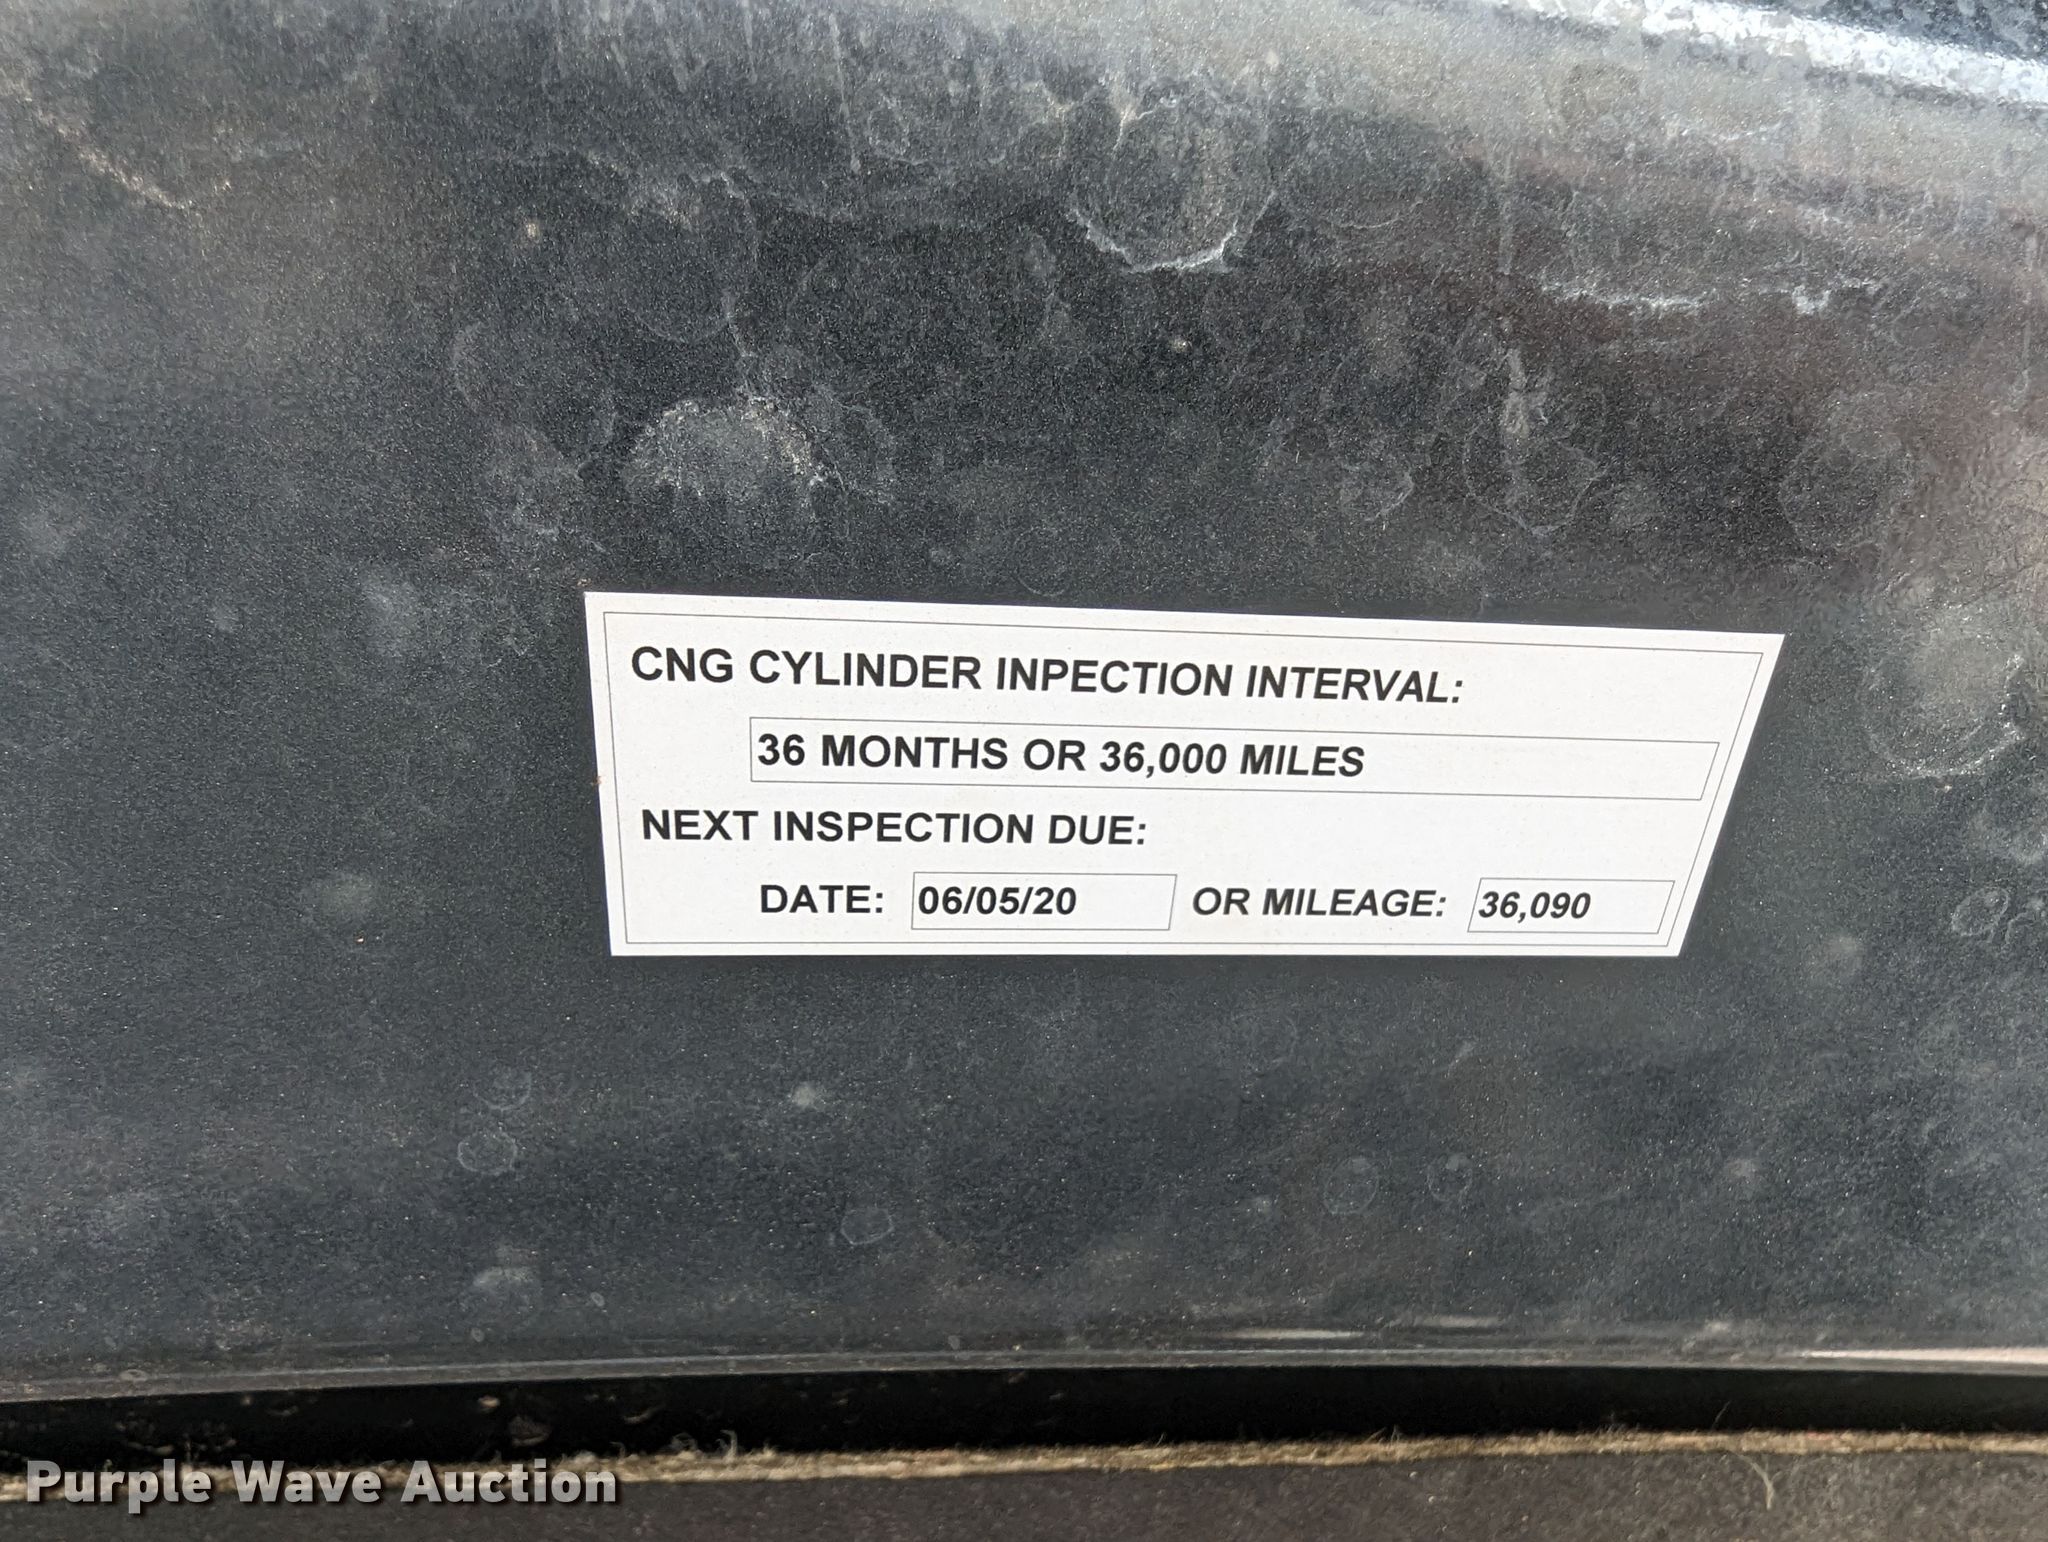 CNG CYLINDER INPECTION INTERVAL:
36 MONTHS OR 36,000 MILES
NEXT INSPECTION DUE:
DATE: 06/05/20 OR MILEAGE: 36,090
Purple Wave Auction